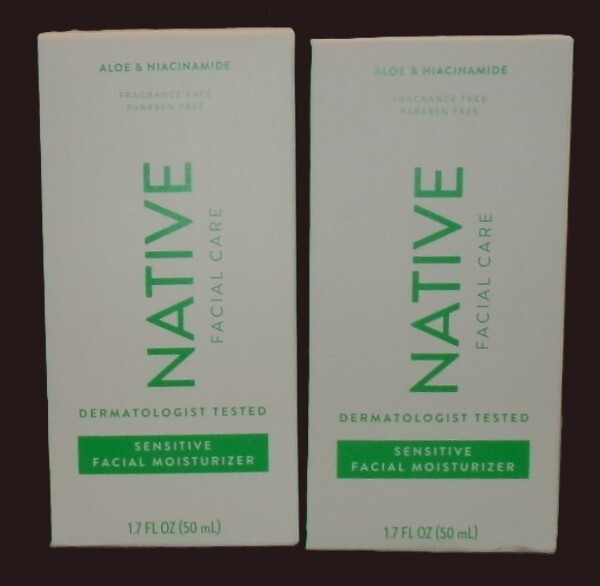 ALOE & NIACINAMIDE
FRAGRANCE FREE
PARABEN FREE
NATIVE
FACIAL CARE
DERMATOLOGIST TESTED
SENSITIVE
FACIAL MOISTURIZER
1.7 FL OZ (50 mL)
ALOE & NIACINAMIDE
FRAGRANCE FREE
PARABEN FREE
NATIVE
FACIAL CARE
DERMATOLOGIST TESTED
SENSITIVE
FACIAL MOISTURIZER
1.7 FL OZ (50 mL)